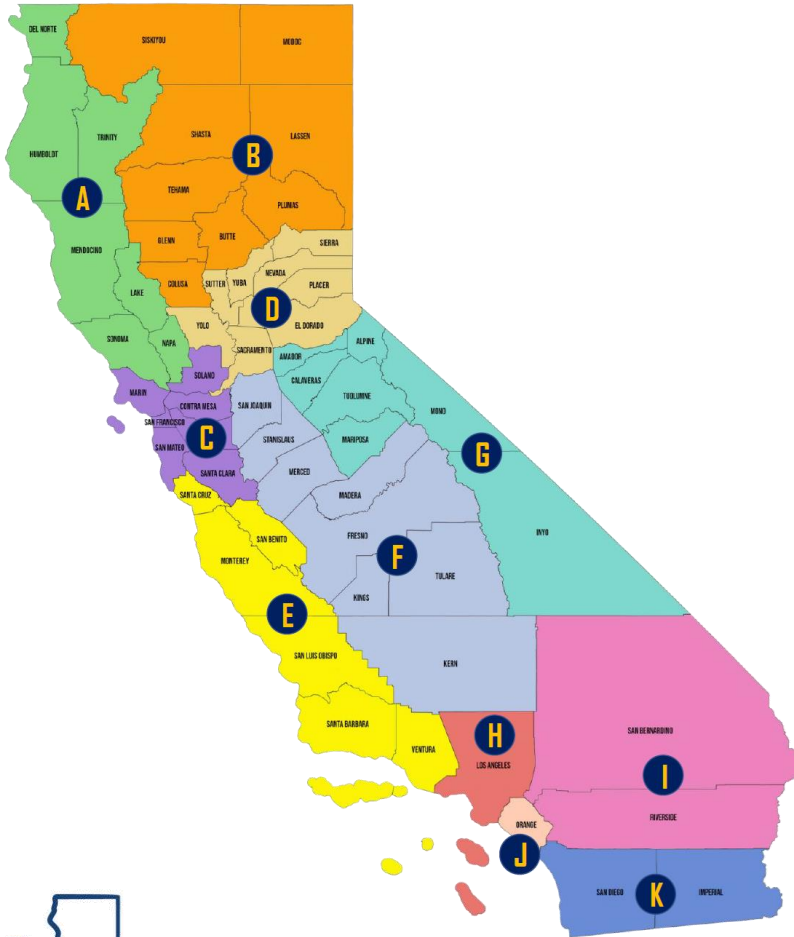 DEL NORTE
SISKIYOU
MODOC
HUMBOLDT
TRINITY
SHASTA
LASSEN
B
TEHAMA
A
PLUMAS
MENDOCINO
GLENN
BUTTE
SIERRA
LAKE
COLUSA
SUTTER
YUBA
NEVADA
PLACER
D
YOLO
EL DORADO
SONOMA
NAPA
SACRAMENTO
ALPINE
AMADOR
SOLANO
CALAVERAS
MARIN
TUOLUMNE
CONTRA MESA
SAN JOAQUIN
MONO
SAN FRANCISCO
C
STANISLAUS
MARIPOSA
SAN MATEO
G
SANTA CLARA
MERCED
SANTA CRUZ
MADERA
INYO
FRESNO
SAN BENITO
MONTEREY
F
TULARE
KINGS
E
SAN LUIS OBISPO
KERN
SANTA BARBARA
VENTURA
H
LOS ANGELES
SAN BERNARDINO
I
ORANGE
RIVERSIDE
J
SAN DIEGO
K
IMPERIAL